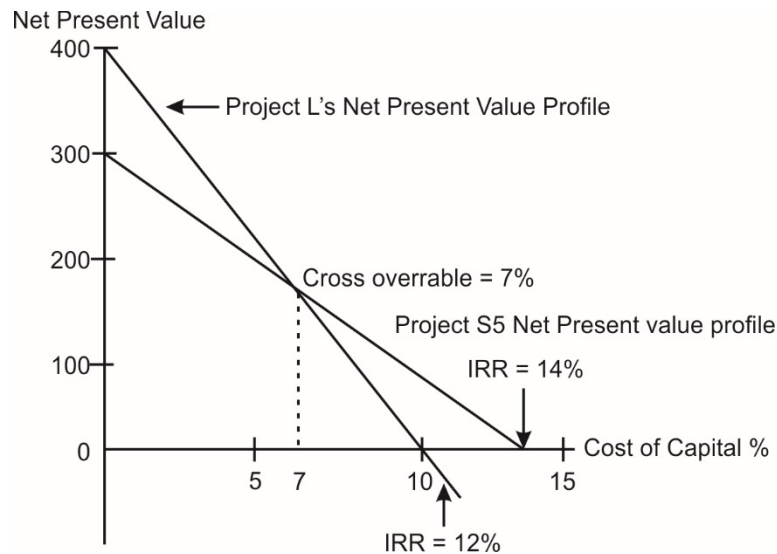 Net Present Value
400
Project L's Net Present Value Profile
300
200
Cross overrable = 7%
Project S5 Net Present value profile
100
IRR = 14%
0
Cost of Capital %
5
7
10
15
IRR = 12%